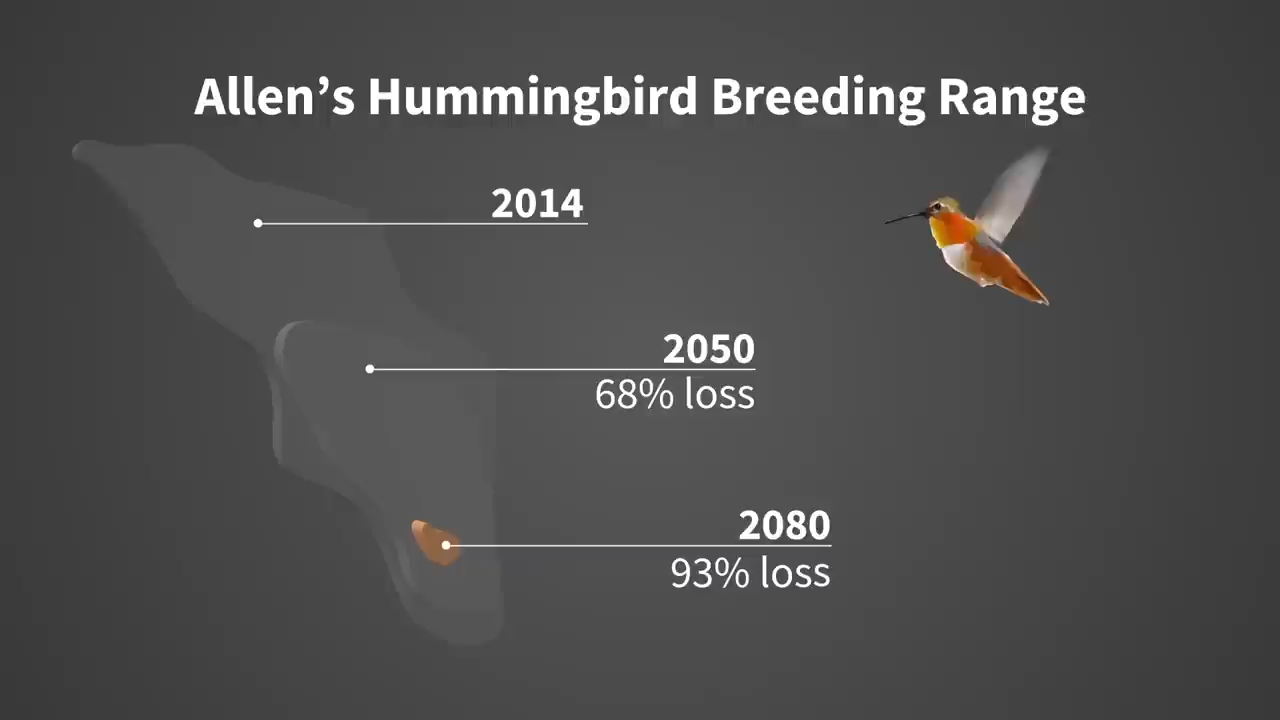 Allen’s Hummingbird Breeding Range
2014
2050
68% loss
2080
93% loss